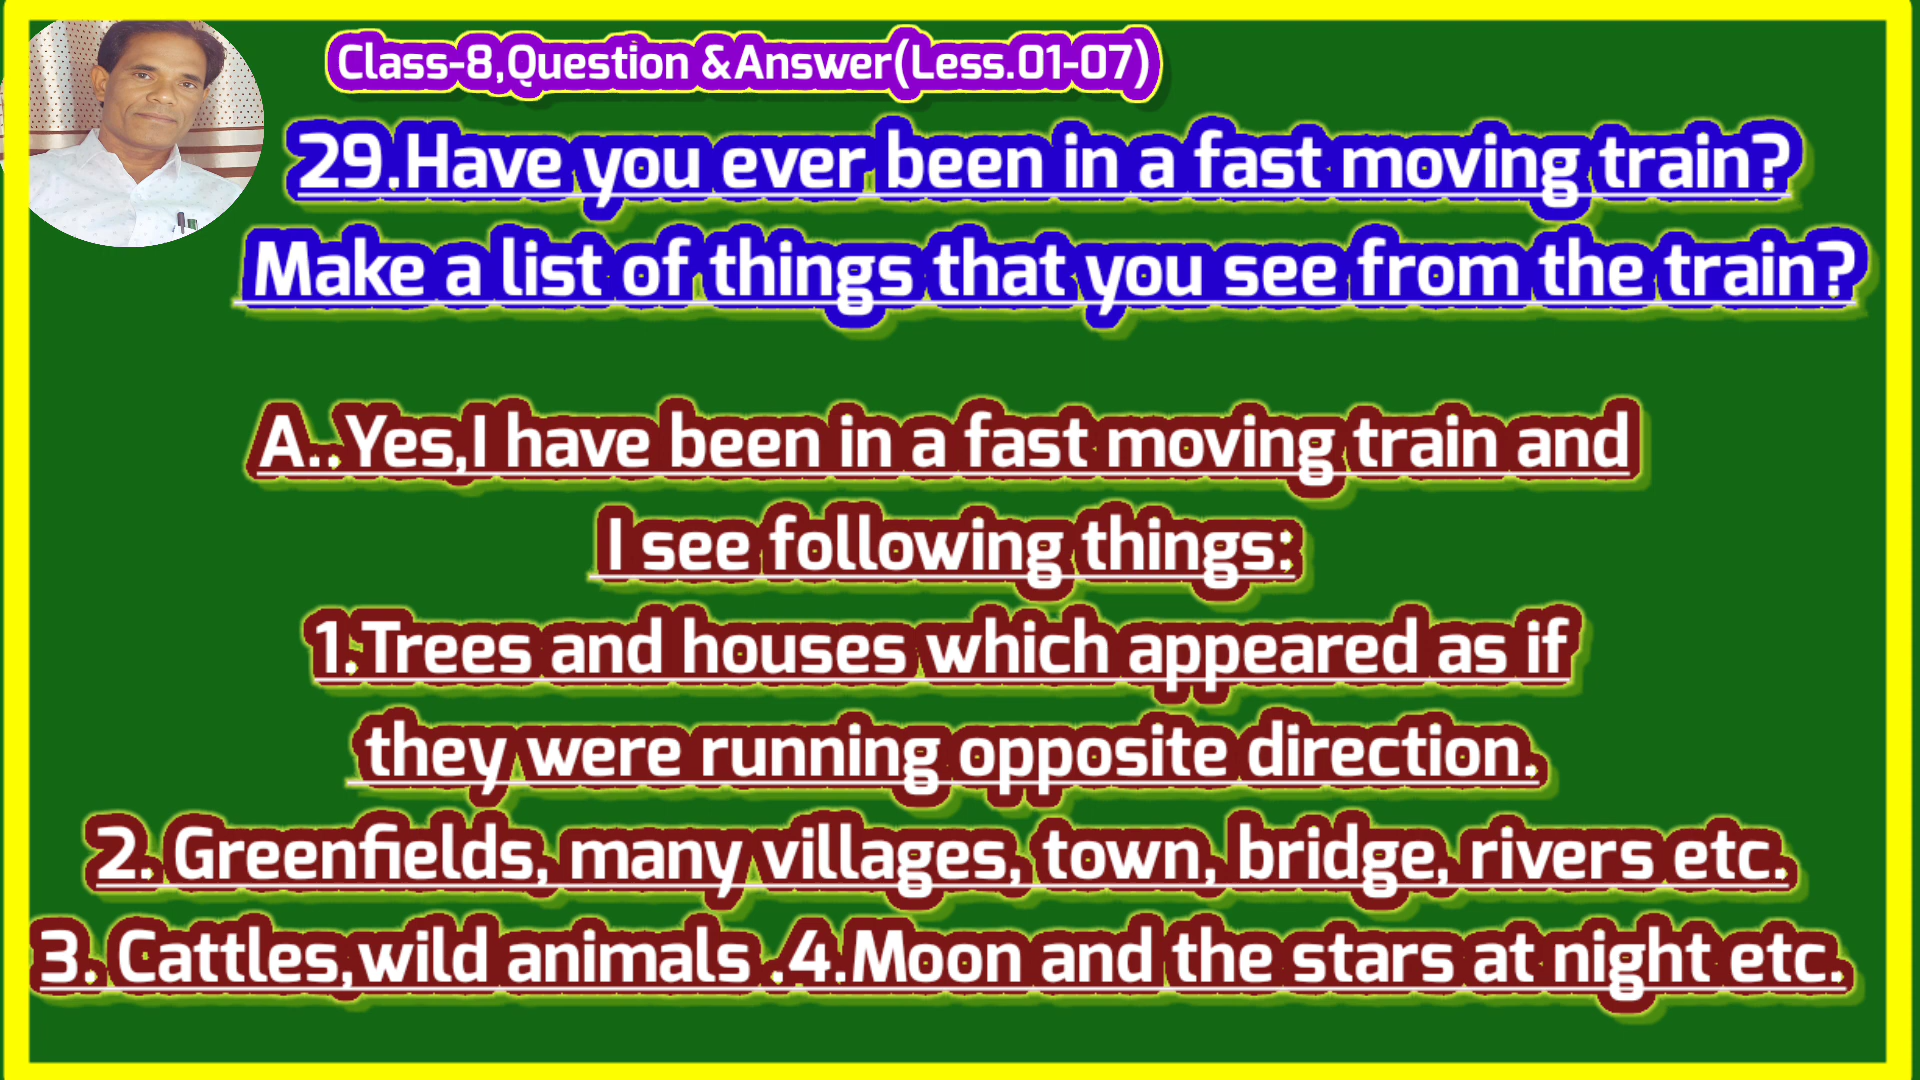 Class-8,Question &Answer(Less.01-07)
29.Have you ever been in a fast moving train?
Make a list of things that you see from the train?
A..Yes,I have been in a fast moving train and
I see following things:
1.Trees and houses which appeared as if
they were running opposite direction.
2. Greenfields, many villages, town, bridge, rivers etc.
3. Cattles,wild animals .4.Moon and the stars at night etc.